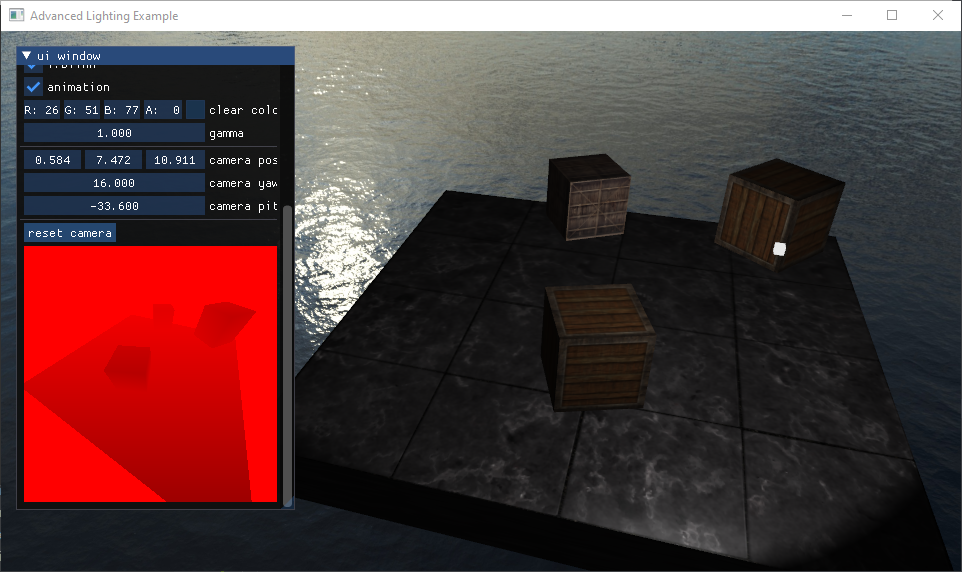 Advanced Lighting Example
ui window
animation
R: 26 G: 51 B: 77 A: 0 clear colo
1.000 gamma
0.584 7.472 10.911 camera pos
16.000 camera yaw
-33.600 camera pit
reset camera